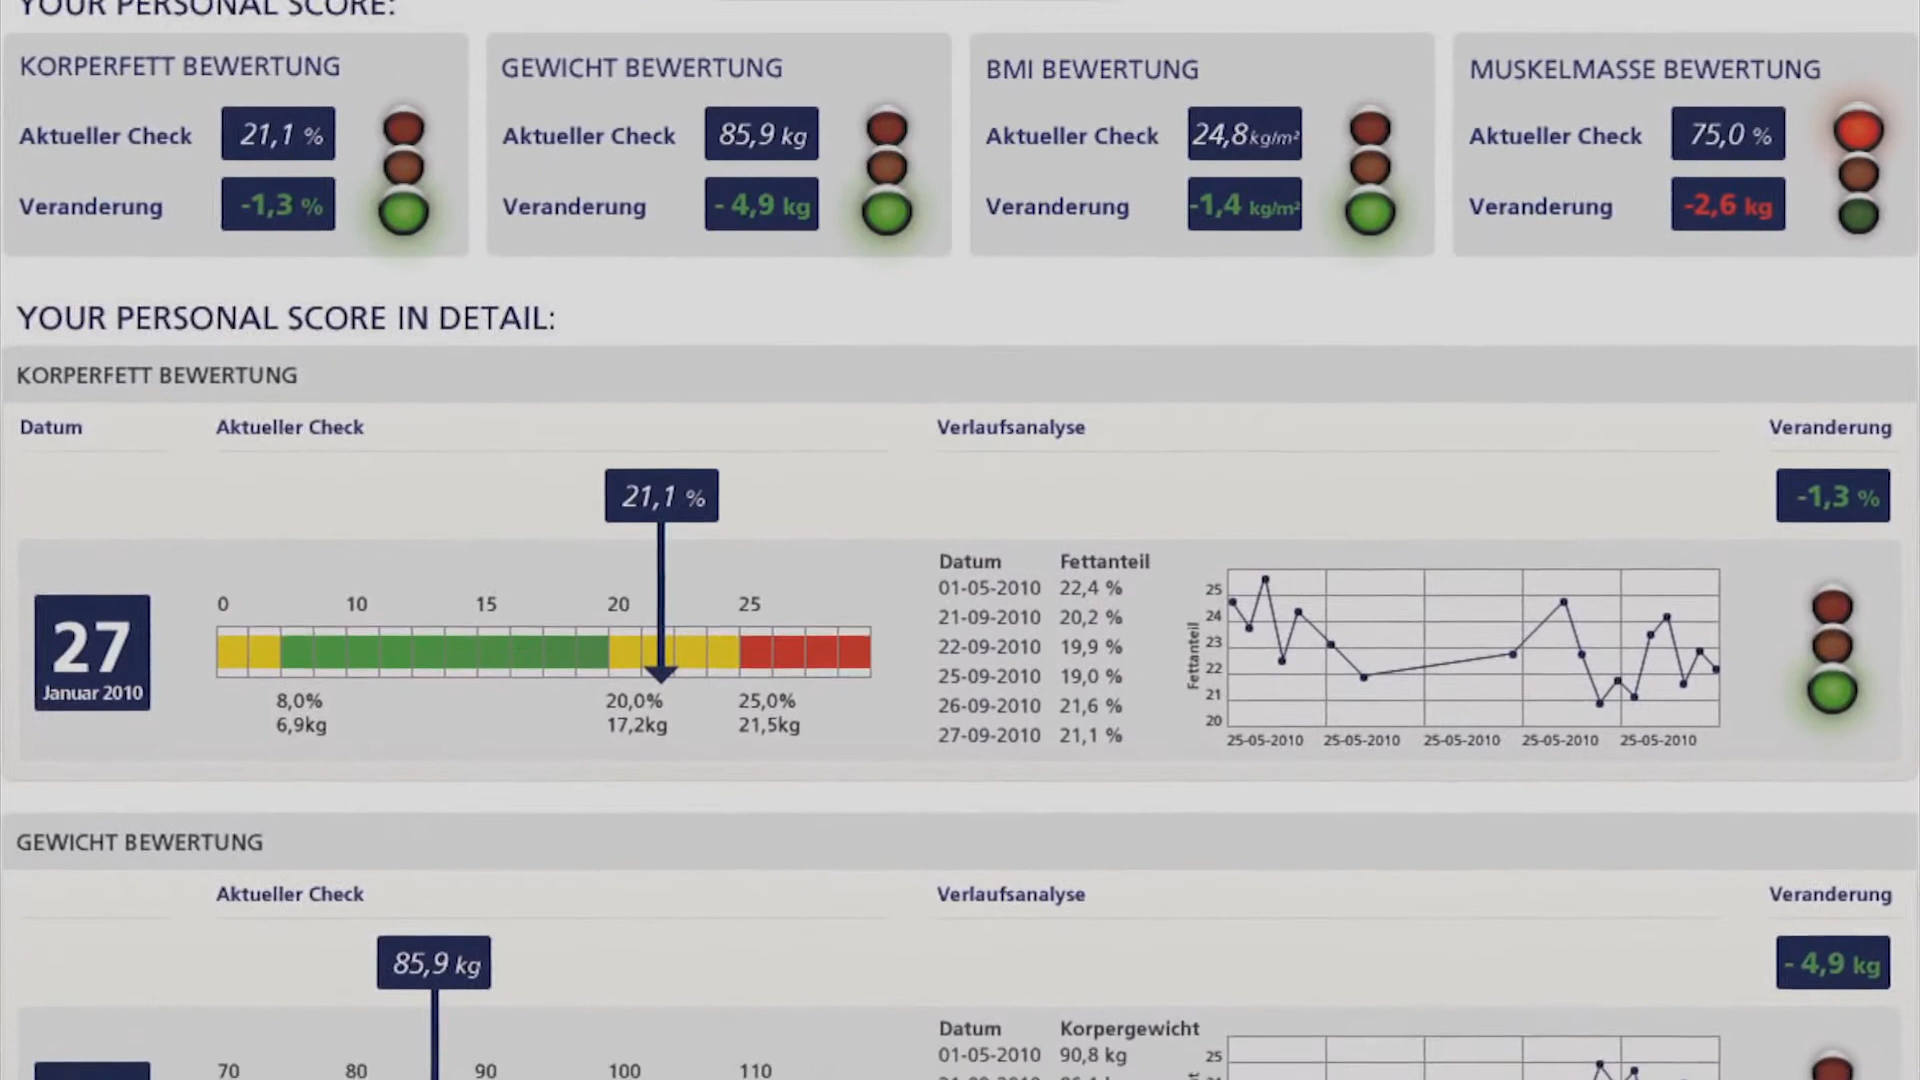 YOUR PERSONAL SCORE:
KORPERFETT BEWERTUNG
Aktueller Check 21,1 %
Veranderung -1,3 %
GEWICHT BEWERTUNG
Aktueller Check 85,9 kg
Veranderung - 4,9 kg
BMI BEWERTUNG
Aktueller Check 24,8 kg/m²
Veranderung -1,4 kg/m²
MUSKELMASSE BEWERTUNG
Aktueller Check 75,0 %
Veranderung -2,6 kg
YOUR PERSONAL SCORE IN DETAIL:
KORPERFETT BEWERTUNG
Datum Aktueller Check Verlaufsanalyse Veranderung
21,1 %
-1,3 %
27
Januar 2010
0 10 15 20 25
8,0% 20,0% 25,0%
6,9kg 17,2kg 21,5kg
Datum Fettanteil
01-05-2010 22,4 %
21-09-2010 20,2 %
22-09-2010 19,9 %
25-09-2010 19,0 %
26-09-2010 21,6 %
27-09-2010 21,1 %
Fettanteil
25
24
23
22
21
20
25-05-2010 25-05-2010 25-05-2010 25-05-2010 25-05-2010
GEWICHT BEWERTUNG
Aktueller Check Verlaufsanalyse Veranderung
85,9 kg
- 4,9 kg
70 80 90 100 110
Datum Korpergewicht
01-05-2010 90,8 kg
25